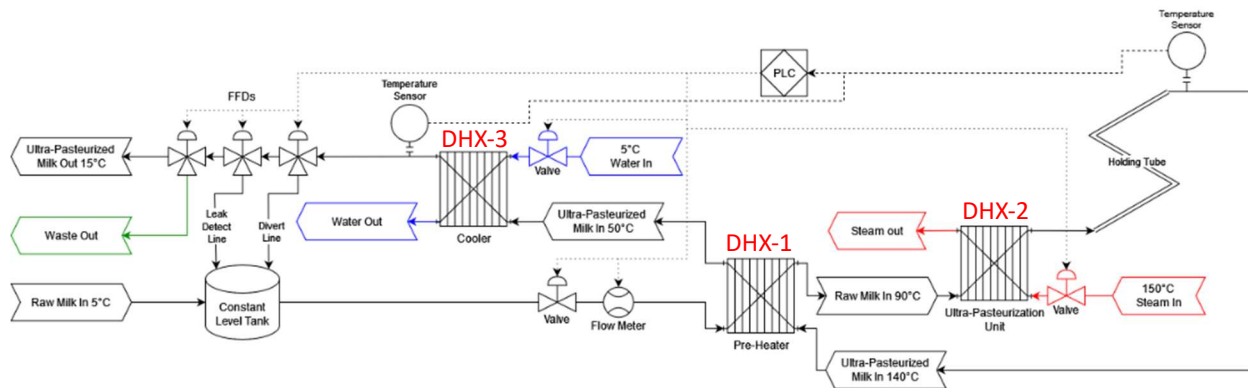 Temperature
Sensor
PLC
Temperature
Sensor
FFDs
DHX-3
Ultra-Pasteurized
Milk Out 15°C
5°C
Water In
Valve
Holding Tube
Leak
Detect
Line
Divert
Line
Waste Out
Water Out
Ultra-Pasteurized
Milk In 50°C
Cooler
DHX-1
DHX-2
Steam out
Raw Milk In 5°C
Constant
Level Tank
Valve
Flow Meter
Raw Milk In 90°C
150°C
Steam In
Ultra-Pasteurization
Unit
Valve
Pre-Heater
Ultra-Pasteurized
Milk In 140°C